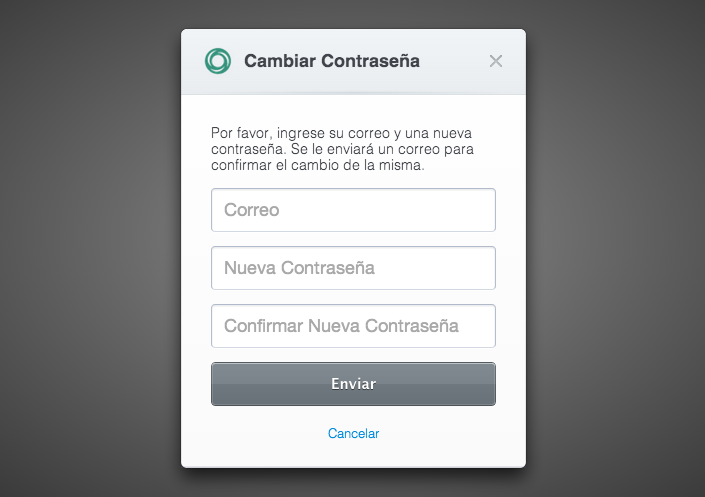 Cambiar Contraseña
Por favor, ingrese su correo y una nueva
contraseña. Se le enviará un correo para
confirmar el cambio de la misma.
Correo
Nueva Contraseña
Confirmar Nueva Contraseña
Enviar
Cancelar